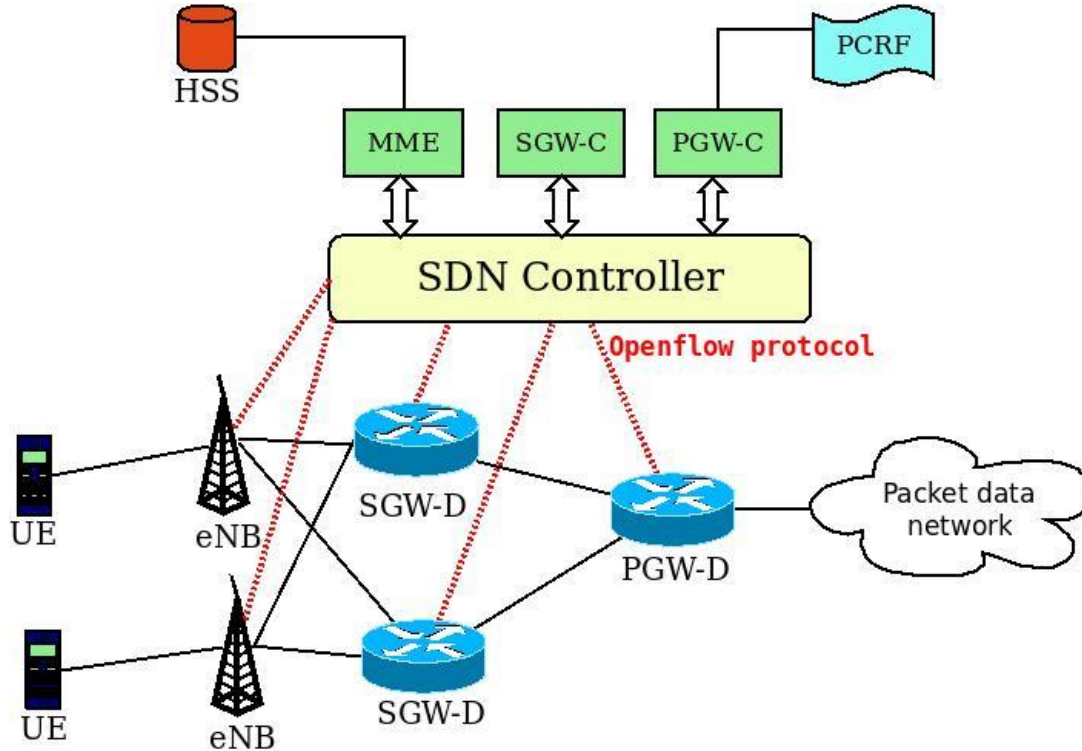 PCRF
HSS
MME
SGW-C
PGW-C
SDN Controller
Openflow protocol
SGW-D
UE
eNB
PGW-D
Packet data
network
UE
eNB
SGW-D